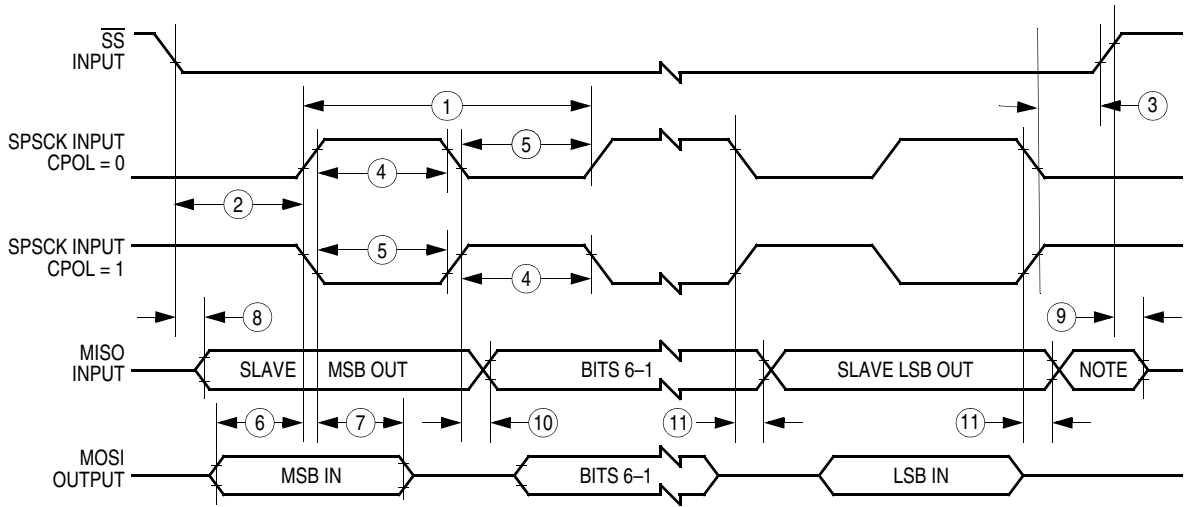 SS
INPUT
1
3
SPSCK INPUT
CPOL = 0
5
4
2
SPSCK INPUT
CPOL = 1
5
4
8
9
MISO
INPUT
SLAVE MSB OUT
BITS 6–1
SLAVE LSB OUT
NOTE
6
7
10
11
11
MOSI
OUTPUT
MSB IN
BITS 6–1
LSB IN